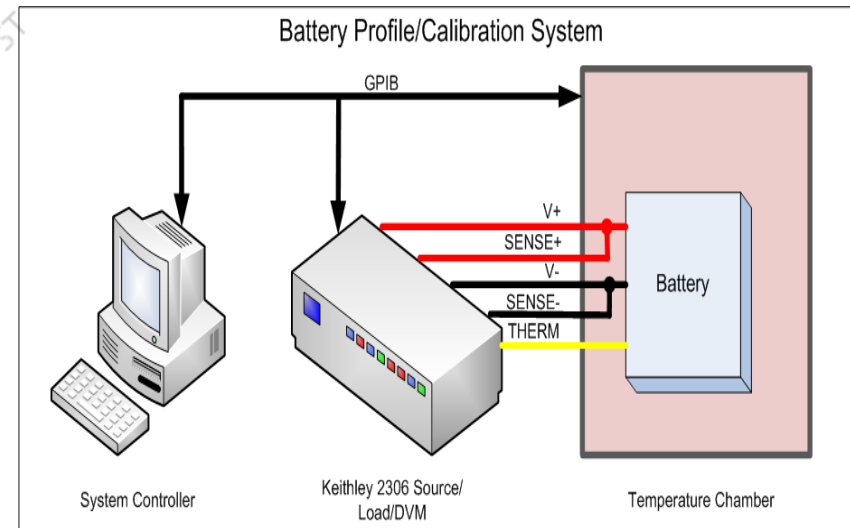 Battery Profile/Calibration System
GPIB
V+
SENSE+
V-
SENSE-
THERM
Battery
System Controller
Keithley 2306 Source/
Load/DVM
Temperature Chamber